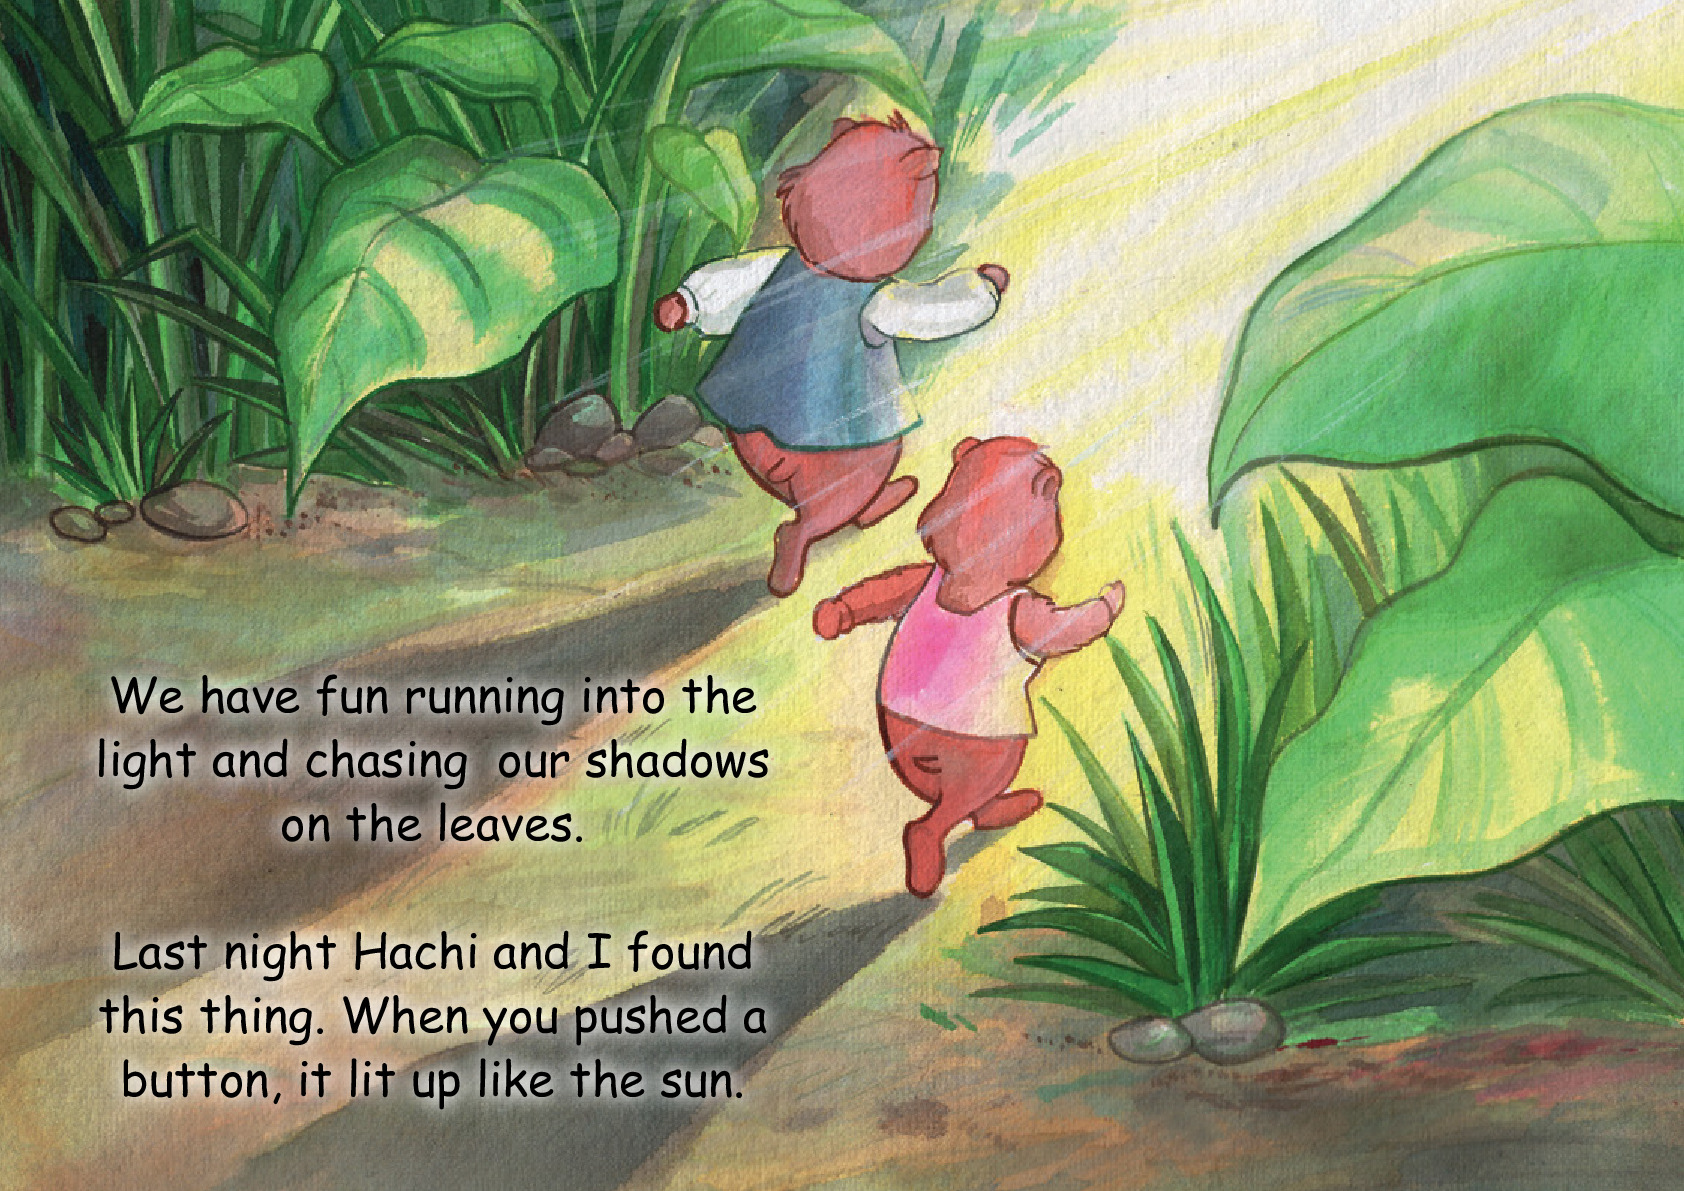 We have fun running into the
light and chasing  our shadows
on the leaves.
Last night Hachi and I found
this thing. When you pushed a
button, it lit up like the sun.